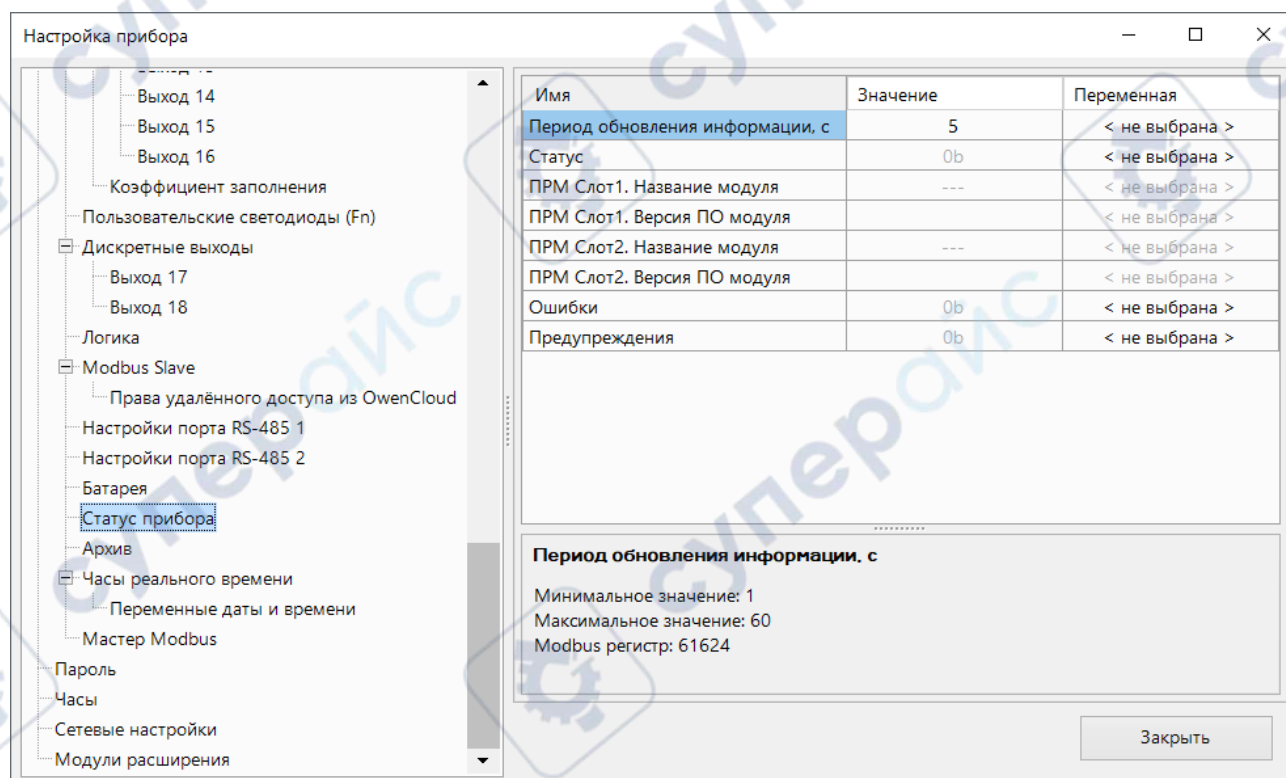 Настройка прибора
Выход 14
Выход 15
Выход 16
Коэффициент заполнения
Пользовательские светодиоды (Fn)
Дискретные выходы
Выход 17
Выход 18
Логика
Modbus Slave
Права удалённого доступа из OwenCloud
Настройки порта RS-485 1
Настройки порта RS-485 2
Батарея
Статус прибора
Архив
Часы реального времени
Переменные даты и времени
Мастер Modbus
Пароль
Часы
Сетевые настройки
Модули расширения
Имя Значение Переменная
Период обновления информации, с 5 < не выбрана >
Статус 0b < не выбрана >
ПРМ Слот1. Название модуля --- < не выбрана >
ПРМ Слот1. Версия ПО модуля < не выбрана >
ПРМ Слот2. Название модуля --- < не выбрана >
ПРМ Слот2. Версия ПО модуля < не выбрана >
Ошибки 0b < не выбрана >
Предупреждения 0b < не выбрана >
Период обновления информации, с
Минимальное значение: 1
Максимальное значение: 60
Modbus регистр: 61624
Закрыть
суперайс
суперайс